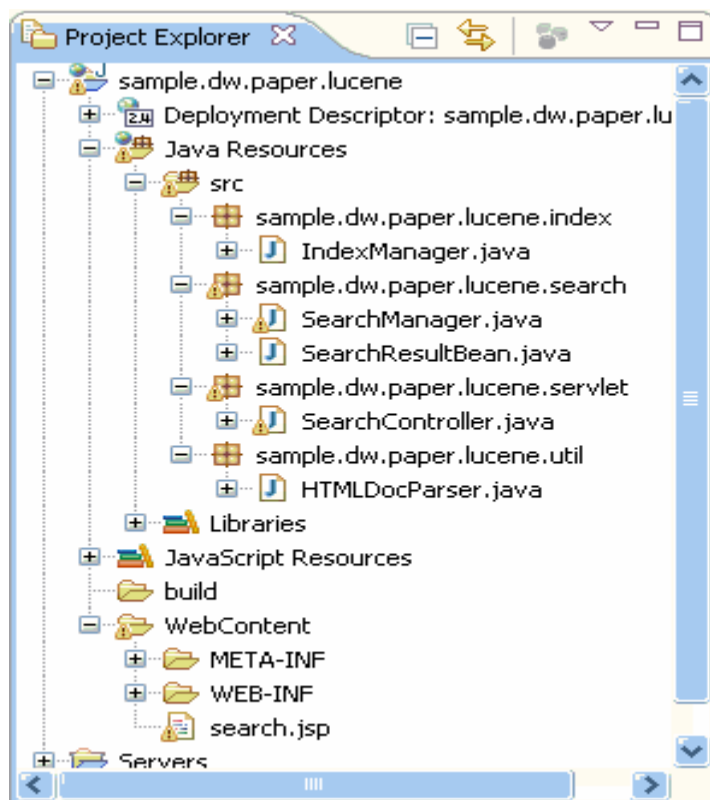 Project Explorer
sample.dw.paper.lucene
2.4 Deployment Descriptor: sample.dw.paper.lu
Java Resources
src
sample.dw.paper.lucene.index
J IndexManager.java
sample.dw.paper.lucene.search
J SearchManager.java
J SearchResultBean.java
sample.dw.paper.lucene.servlet
J SearchController.java
sample.dw.paper.lucene.util
J HTMLDocParser.java
Libraries
JavaScript Resources
build
WebContent
META-INF
WEB-INF
search.jsp
Servers